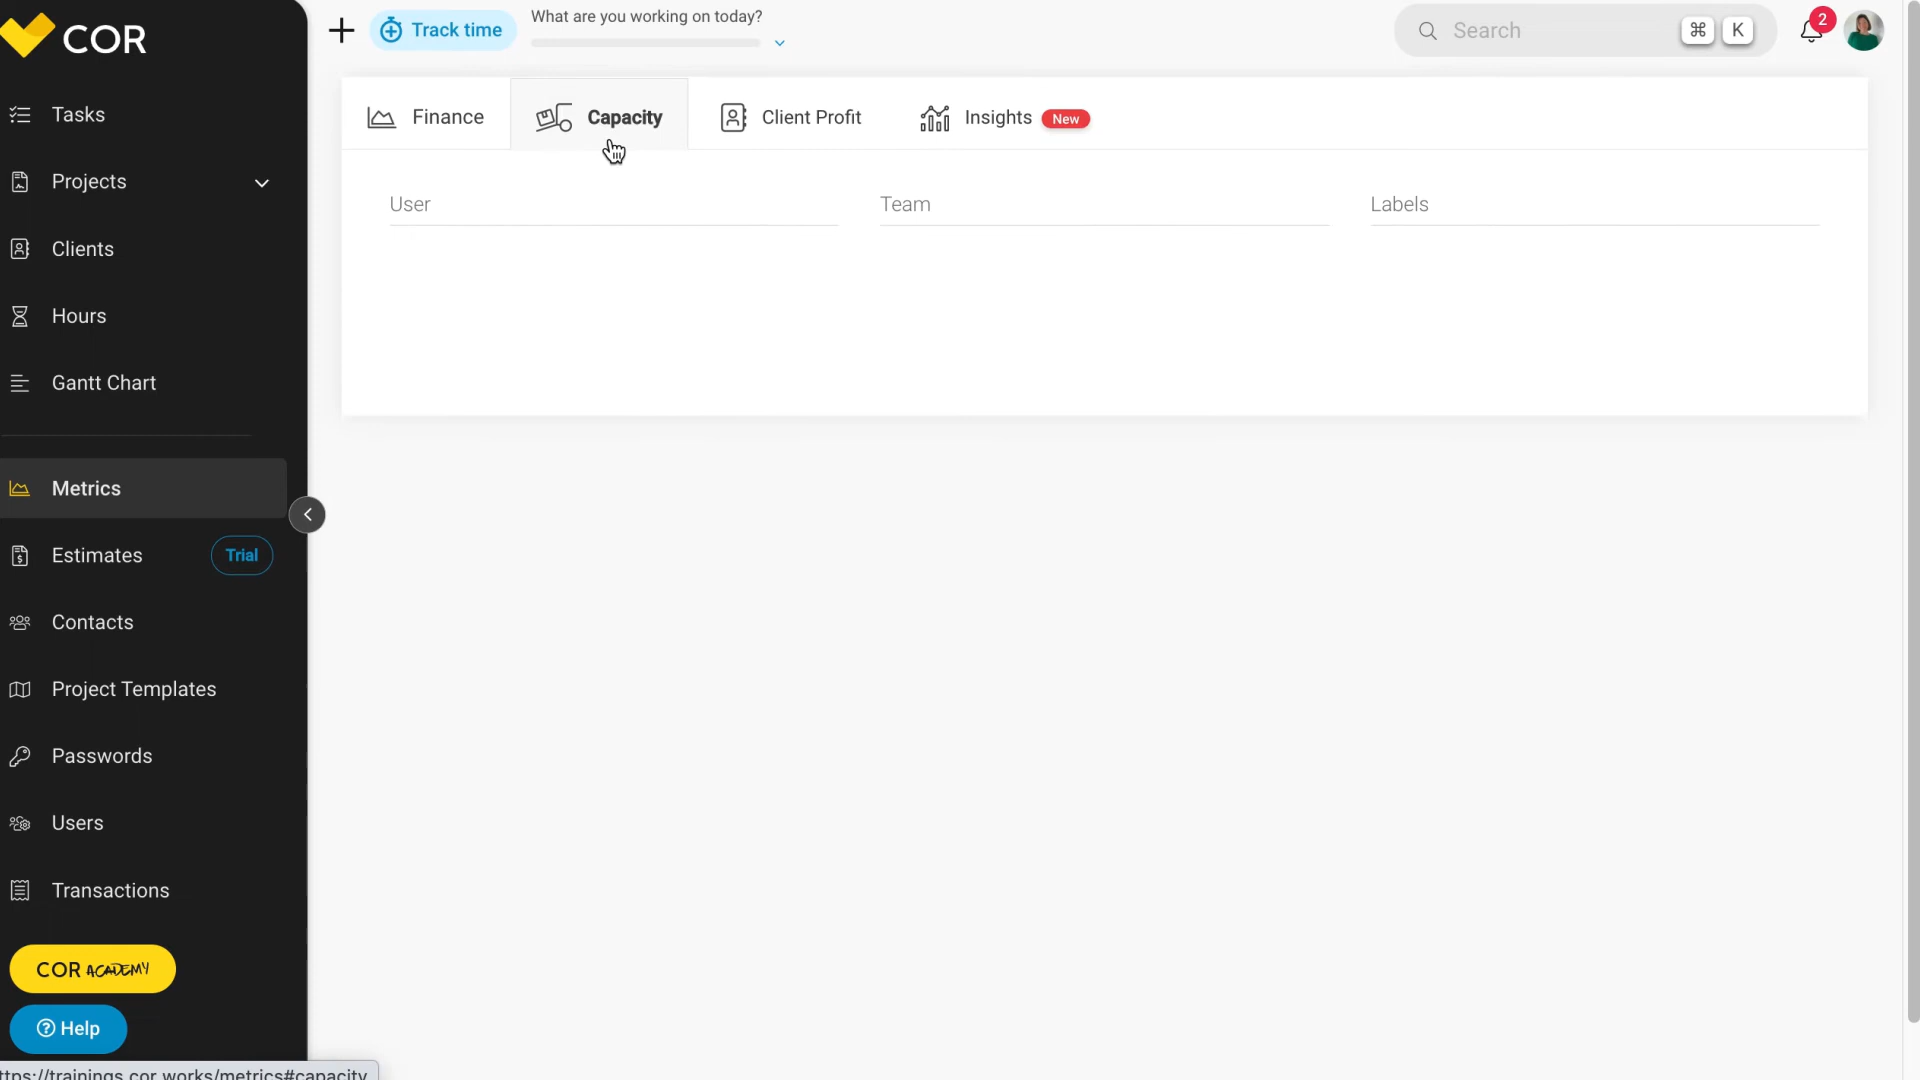 COR
Tasks
Projects
Clients
Hours
Gantt Chart
Metrics
Estimates Trial
Contacts
Project Templates
Passwords
Users
Transactions
COR ACADEMY
Help
Track time
What are you working on today?
Search ⌘ K
2
Finance
Capacity
Client Profit
Insights New
User
Team
Labels
ttps://trainings.cor.works/metrics#capacity